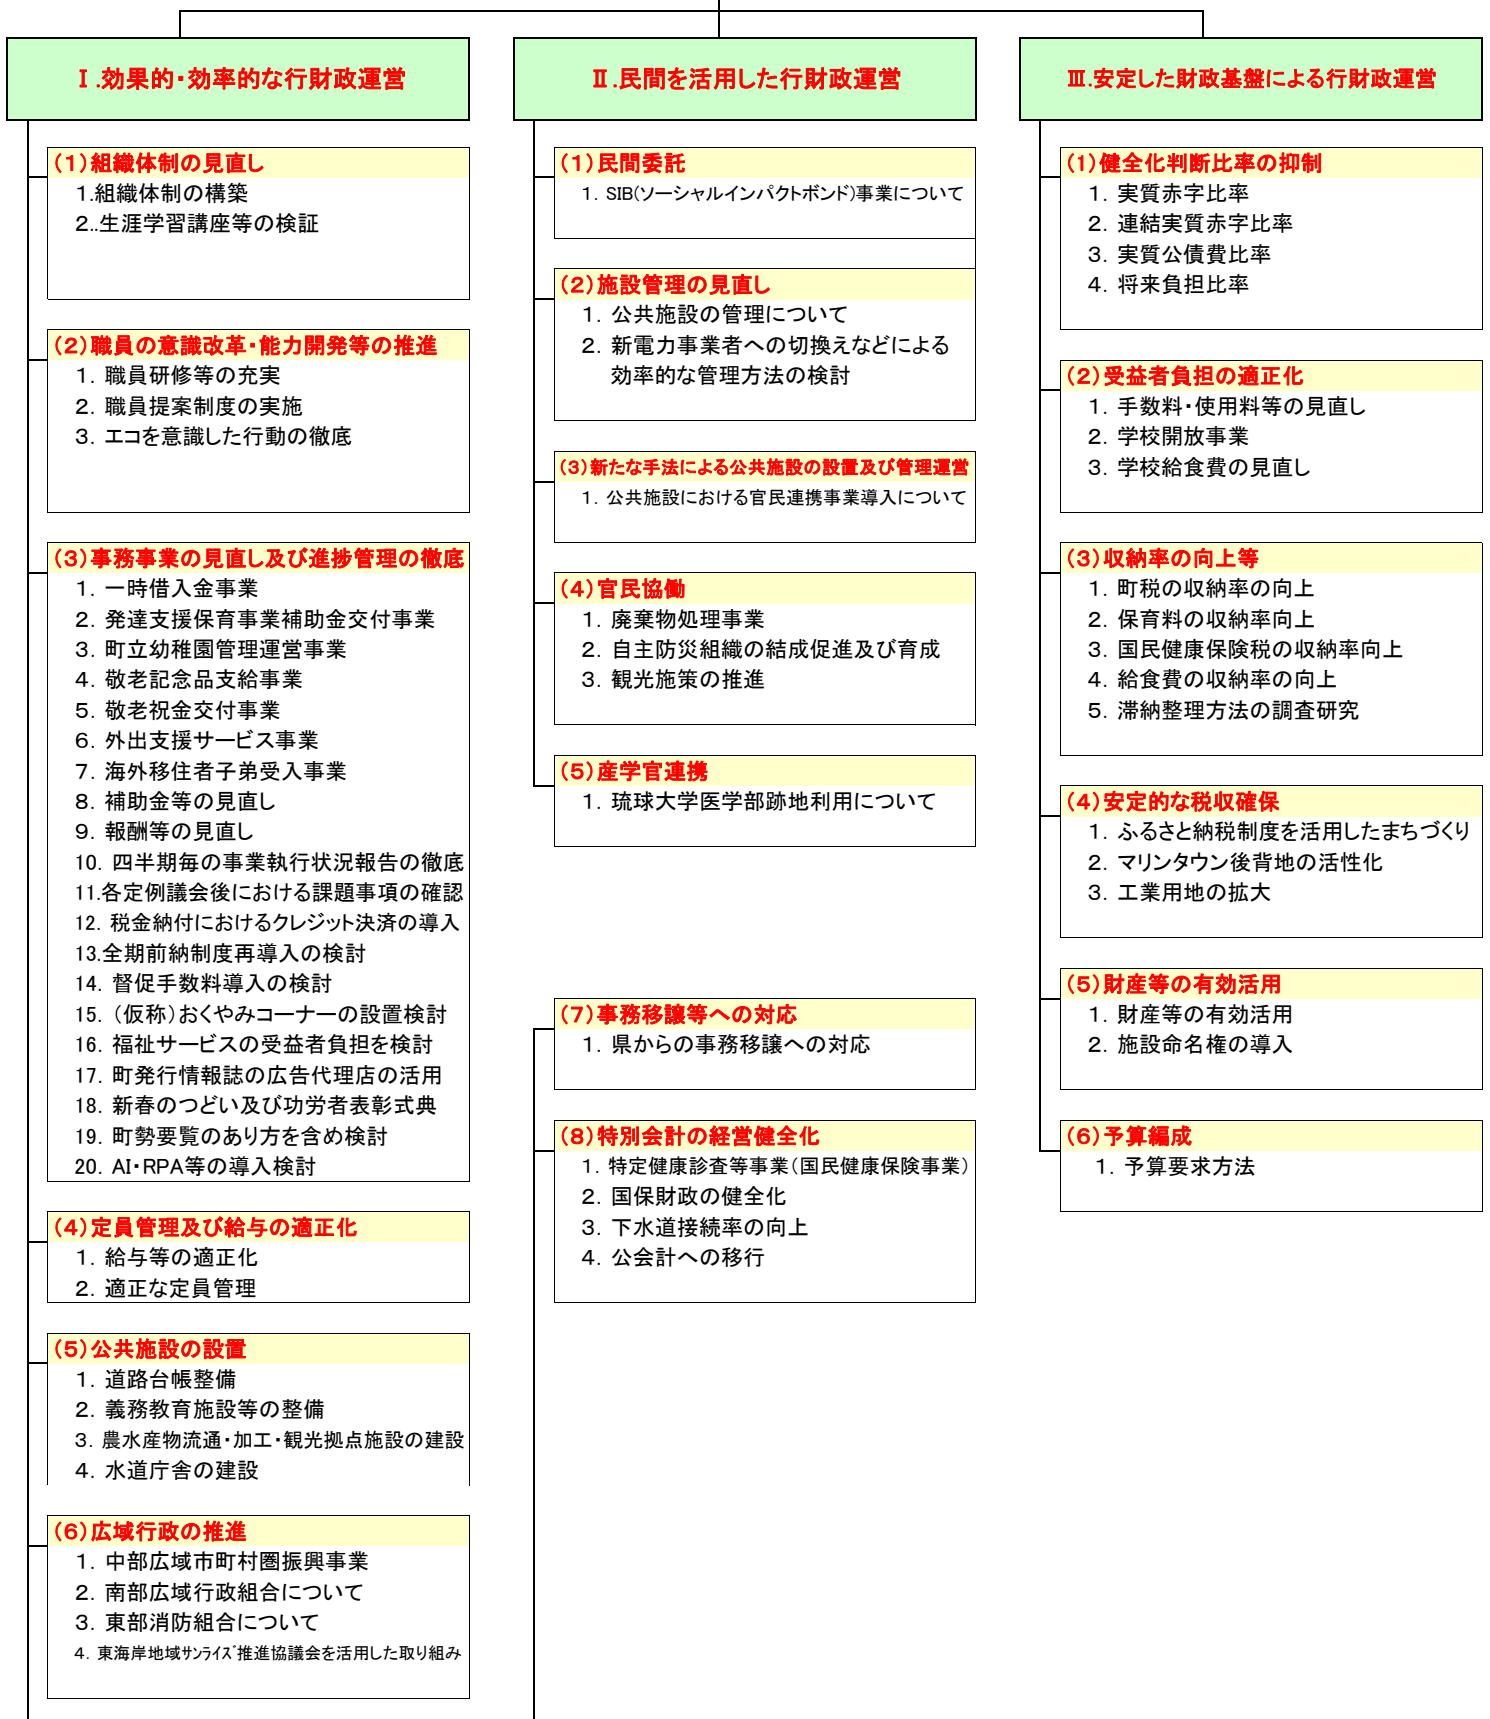 Ⅰ.効果的・効率的な行財政運営
(1)組織体制の見直し
1.組織体制の構築
2..生涯学習講座等の検証
(2)職員の意識改革・能力開発等の推進
1. 職員研修等の充実
2. 職員提案制度の実施
3. エコを意識した行動の徹底
(3)事務事業の見直し及び進捗管理の徹底
1. 一時借入金事業
2. 発達支援保育事業補助金交付事業
3. 町立幼稚園管理運営事業
4. 敬老記念品支給事業
5. 敬老祝金交付事業
6. 外出支援サービス事業
7. 海外移住者子弟受入事業
8. 補助金等の見直し
9. 報酬等の見直し
10. 四半期毎の事業執行状況報告の徹底
11.各定例議会後における課題事項の確認
12. 税金納付におけるクレジット決済の導入
13.全期前納制度再導入の検討
14. 督促手数料導入の検討
15. (仮称)おくやみコーナーの設置検討
16. 福祉サービスの受益者負担を検討
17. 町発行情報誌の広告代理店の活用
18. 新春のつどい及び功労者表彰式典
19. 町勢要覧のあり方を含め検討
20. AI・RPA等の導入検討
(4)定員管理及び給与の適正化
1. 給与等の適正化
2. 適正な定員管理
(5)公共施設の設置
1. 道路台帳整備
2. 義務教育施設等の整備
3. 農水産物流通・加工・観光拠点施設の建設
4. 水道庁舎の建設
(6)広域行政の推進
1. 中部広域市町村圏振興事業
2. 南部広域行政組合について
3. 東部消防組合について
4. 東海岸地域ｻﾝﾗｲｽﾞ推進協議会を活用した取り組み
Ⅱ.民間を活用した行財政運営
(1)民間委託
1. SIB(ソーシャルインパクトボンド)事業について
(2)施設管理の見直し
1. 公共施設の管理について
2. 新電力事業者への切換えなどによる
効率的な管理方法の検討
(3)新たな手法による公共施設の設置及び管理運営
1. 公共施設における官民連携事業導入について
(4)官民協働
1. 廃棄物処理事業
2. 自主防災組織の結成促進及び育成
3. 観光施策の推進
(5)産学官連携
1. 琉球大学医学部跡地利用について
(7)事務移譲等への対応
1. 県からの事務移譲への対応
(8)特別会計の経営健全化
1. 特定健康診査等事業(国民健康保険事業)
2. 国保財政の健全化
3. 下水道接続率の向上
4. 公会計への移行
Ⅲ.安定した財政基盤による行財政運営
(1)健全化判断比率の抑制
1. 実質赤字比率
2. 連結実質赤字比率
3. 実質公債費比率
4. 将来負担比率
(2)受益者負担の適正化
1. 手数料・使用料等の見直し
2. 学校開放事業
3. 学校給食費の見直し
(3)収納率の向上等
1. 町税の収納率の向上
2. 保育料の収納率向上
3. 国民健康保険税の収納率向上
4. 給食費の収納率の向上
5. 滞納整理方法の調査研究
(4)安定的な税収確保
1. ふるさと納税制度を活用したまちづくり
2. マリンタウン後背地の活性化
3. 工業用地の拡大
(5)財産等の有効活用
1. 財産等の有効活用
2. 施設命名権の導入
(6)予算編成
1. 予算要求方法